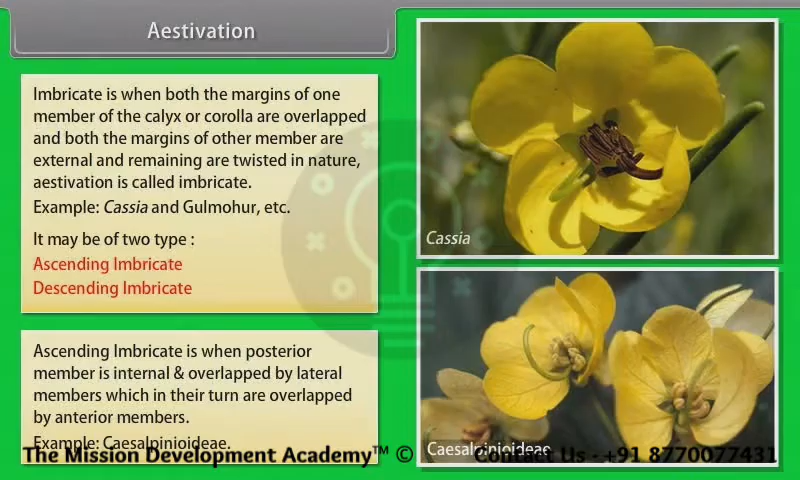 Aestivation
Imbricate is when both the margins of one
member of the calyx or corolla are overlapped
and both the margins of other member are
external and remaining are twisted in nature,
aestivation is called imbricate.
Example: Cassia and Gulmohur, etc.
It may be of two type :
Ascending Imbricate
Descending Imbricate
Ascending Imbricate is when posterior
member is internal & overlapped by lateral
members which in their turn are overlapped
by anterior members.
Example: Caesalpinioideae.
Cassia
Caesalpinioideae
The Mission Development Academy™ © Contact Us - +91 8770077431